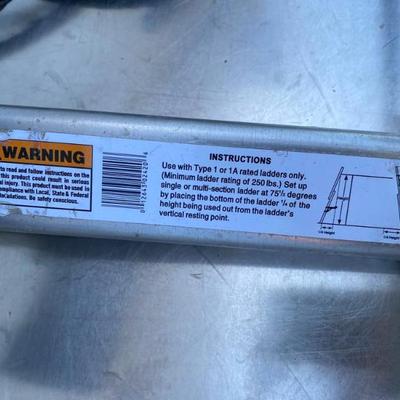 WARNING
to read and follow instructions on the
this product could result in serious
al injury. This product must be used in
mpliance with Local, State & Federal
Be safety conscious.
INSTRUCTIONS
Use with Type 1 or 1A rated ladders only.
(Minimum ladder rating of 250 lbs.) Set up
single or multi-section ladder at 75½ degrees
by placing the bottom of the ladder ¼ of the
height being used out from the ladder's
vertical resting point.